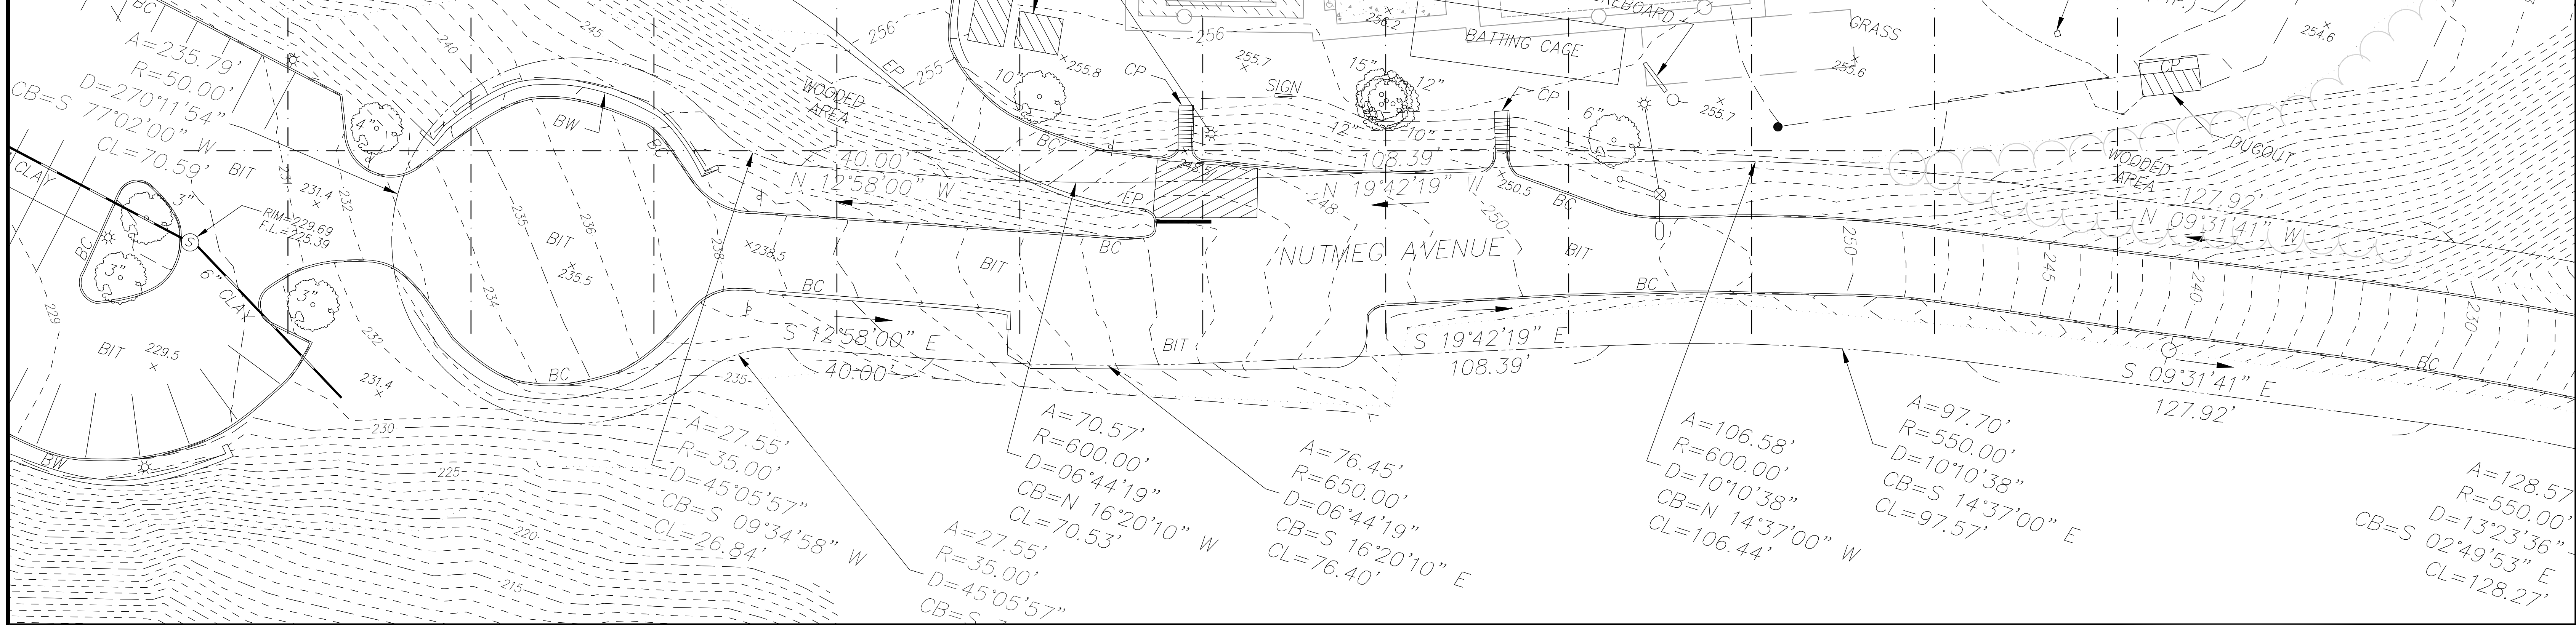 BC
A=235.79'
R=50.00'
D=270°11'54"
CB=S 77°02'00" W
CL=70.59'
CLAY
BIT
231
231.4
232
3"
RIM=229.69
F.L.=225.39
S
BC
3"
6" CLAY
3"
229
BIT
229.5
232
231.4
BW
230
225
220
215
240
245
4"
BW
BC
235
236
BIT
235.5
234
238
238.5
BC
235
WOODED
AREA
EP
256
255
10"
255.8
CP
BC
40.00'
N 12°58'00" W
EP
BC
BIT
BC
S 12°58'00" E
40.00'
256
255.7
SIGN
256.2
BATTING CAGE
15"
12"
12"
10"
248.5
108.39'
N 19°42'19" W
250.5
CP
BC
6"
248
250
NUTMEG AVENUE
BIT
BIT
BC
S 19°42'19" E
108.39'
GRASS
255.6
255.7
254.6
CP
DUGOUT
WOODED
AREA
127.92'
N 09°31'41" W
250
245
240
230
BC
S 09°31'41" E
127.92'
A=27.55'
R=35.00'
D=45°05'57"
CB=S 09°34'58" W
CL=26.84'
A=27.55'
R=35.00'
D=45°05'57"
CB=S
A=70.57'
R=600.00'
D=06°44'19"
CB=N 16°20'10" W
CL=70.53'
A=76.45'
R=650.00'
D=06°44'19"
CB=S 16°20'10" E
CL=76.40'
A=106.58'
R=600.00'
D=10°10'38"
CB=N 14°37'00" W
CL=106.44'
A=97.70'
R=550.00'
D=10°10'38"
CB=S 14°37'00" E
CL=97.57'
A=128.57'
R=550.00'
D=13°23'36"
CB=S 02°49'53" E
CL=128.27'